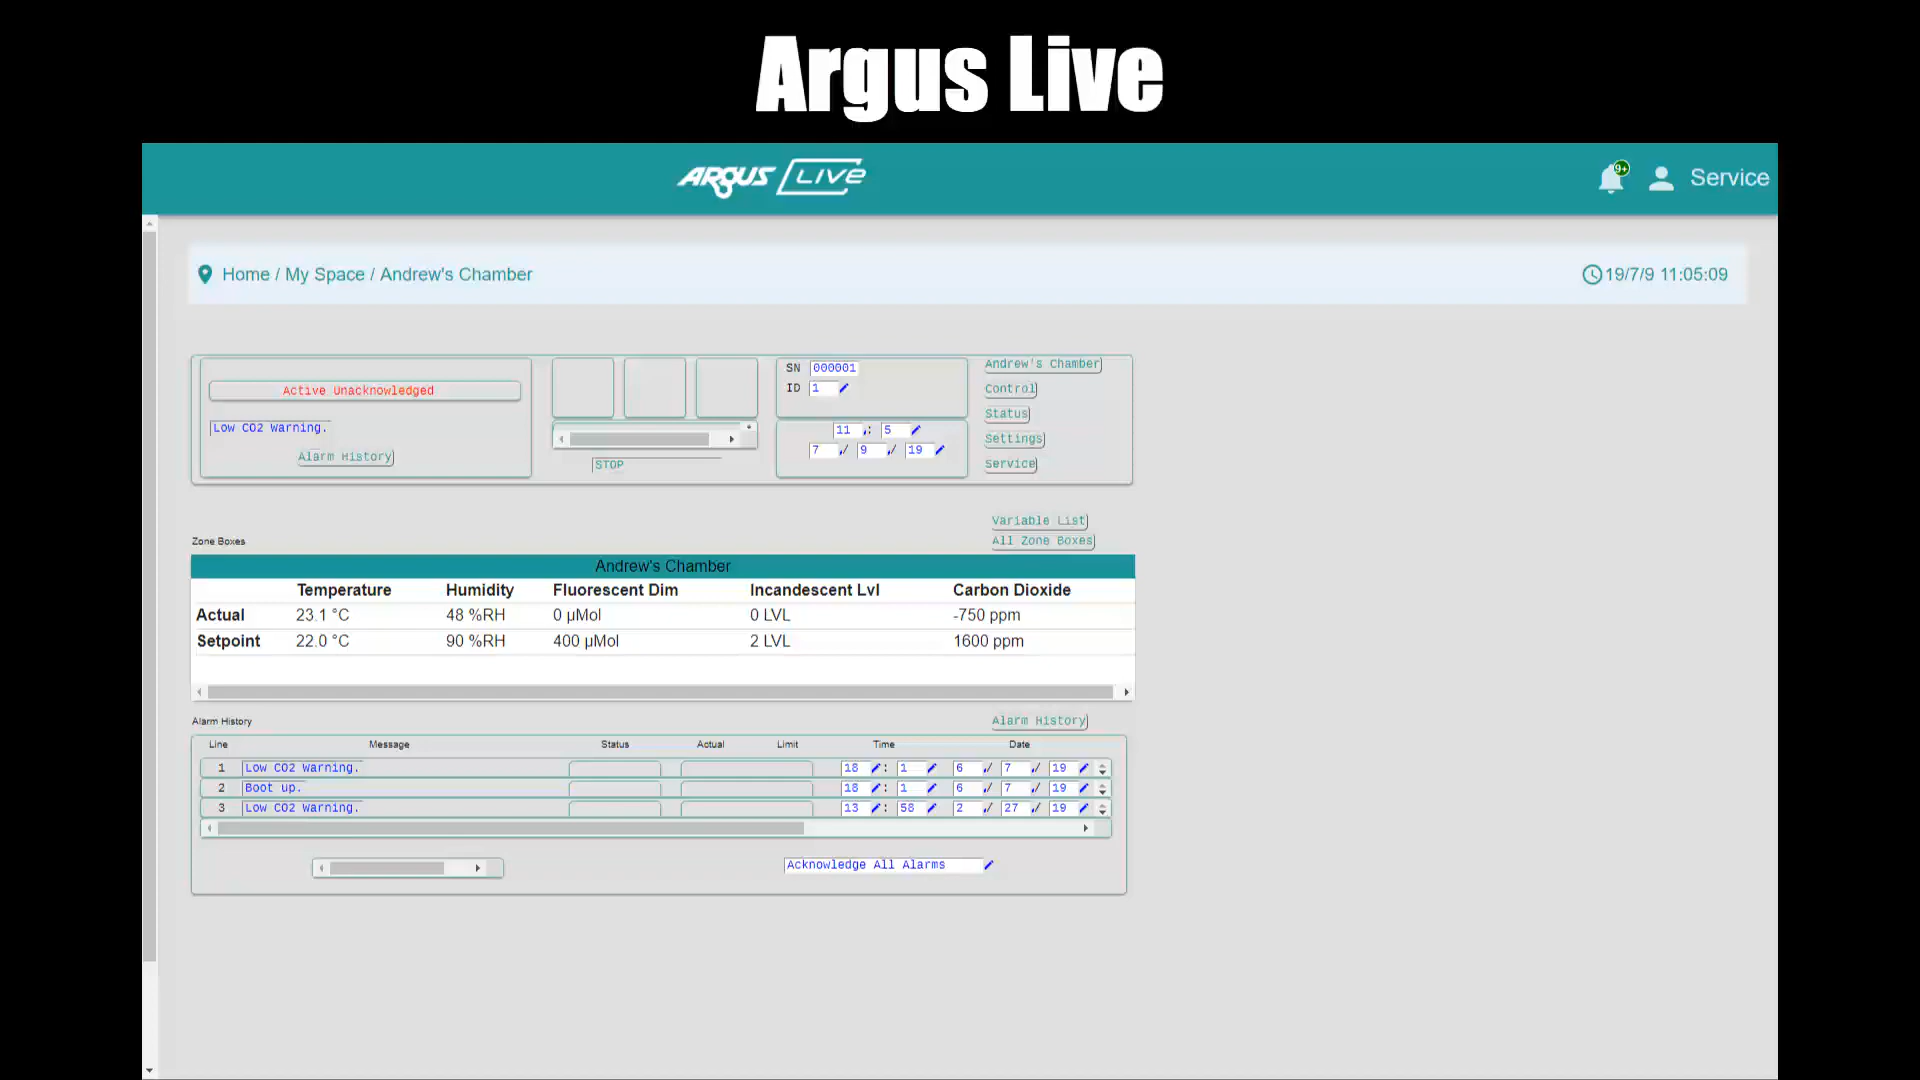 Argus Live
ARGUS LIVE
9+
Service
Home / My Space / Andrew's Chamber
19/7/9 11:05:09
Active Unacknowledged
Low CO2 Warning.
Alarm History
STOP
SN 000001
ID 1
11 : 5
7 / 9 / 19
Andrew's Chamber
Control
Status
Settings
Service
Variable List
Zone Boxes
All Zone Boxes
Andrew's Chamber
Temperature Humidity Fluorescent Dim Incandescent Lvl Carbon Dioxide
Actual 23.1 °C 48 %RH 0 µMol 0 LVL -750 ppm
Setpoint 22.0 °C 90 %RH 400 µMol 2 LVL 1600 ppm
Alarm History
Alarm History
Line Message Status Actual Limit Time Date
1 Low CO2 Warning. 18 : 1 6 / 7 / 19
2 Boot up. 18 : 1 6 / 7 / 19
3 Low CO2 Warning. 13 : 58 2 / 27 / 19
Acknowledge All Alarms